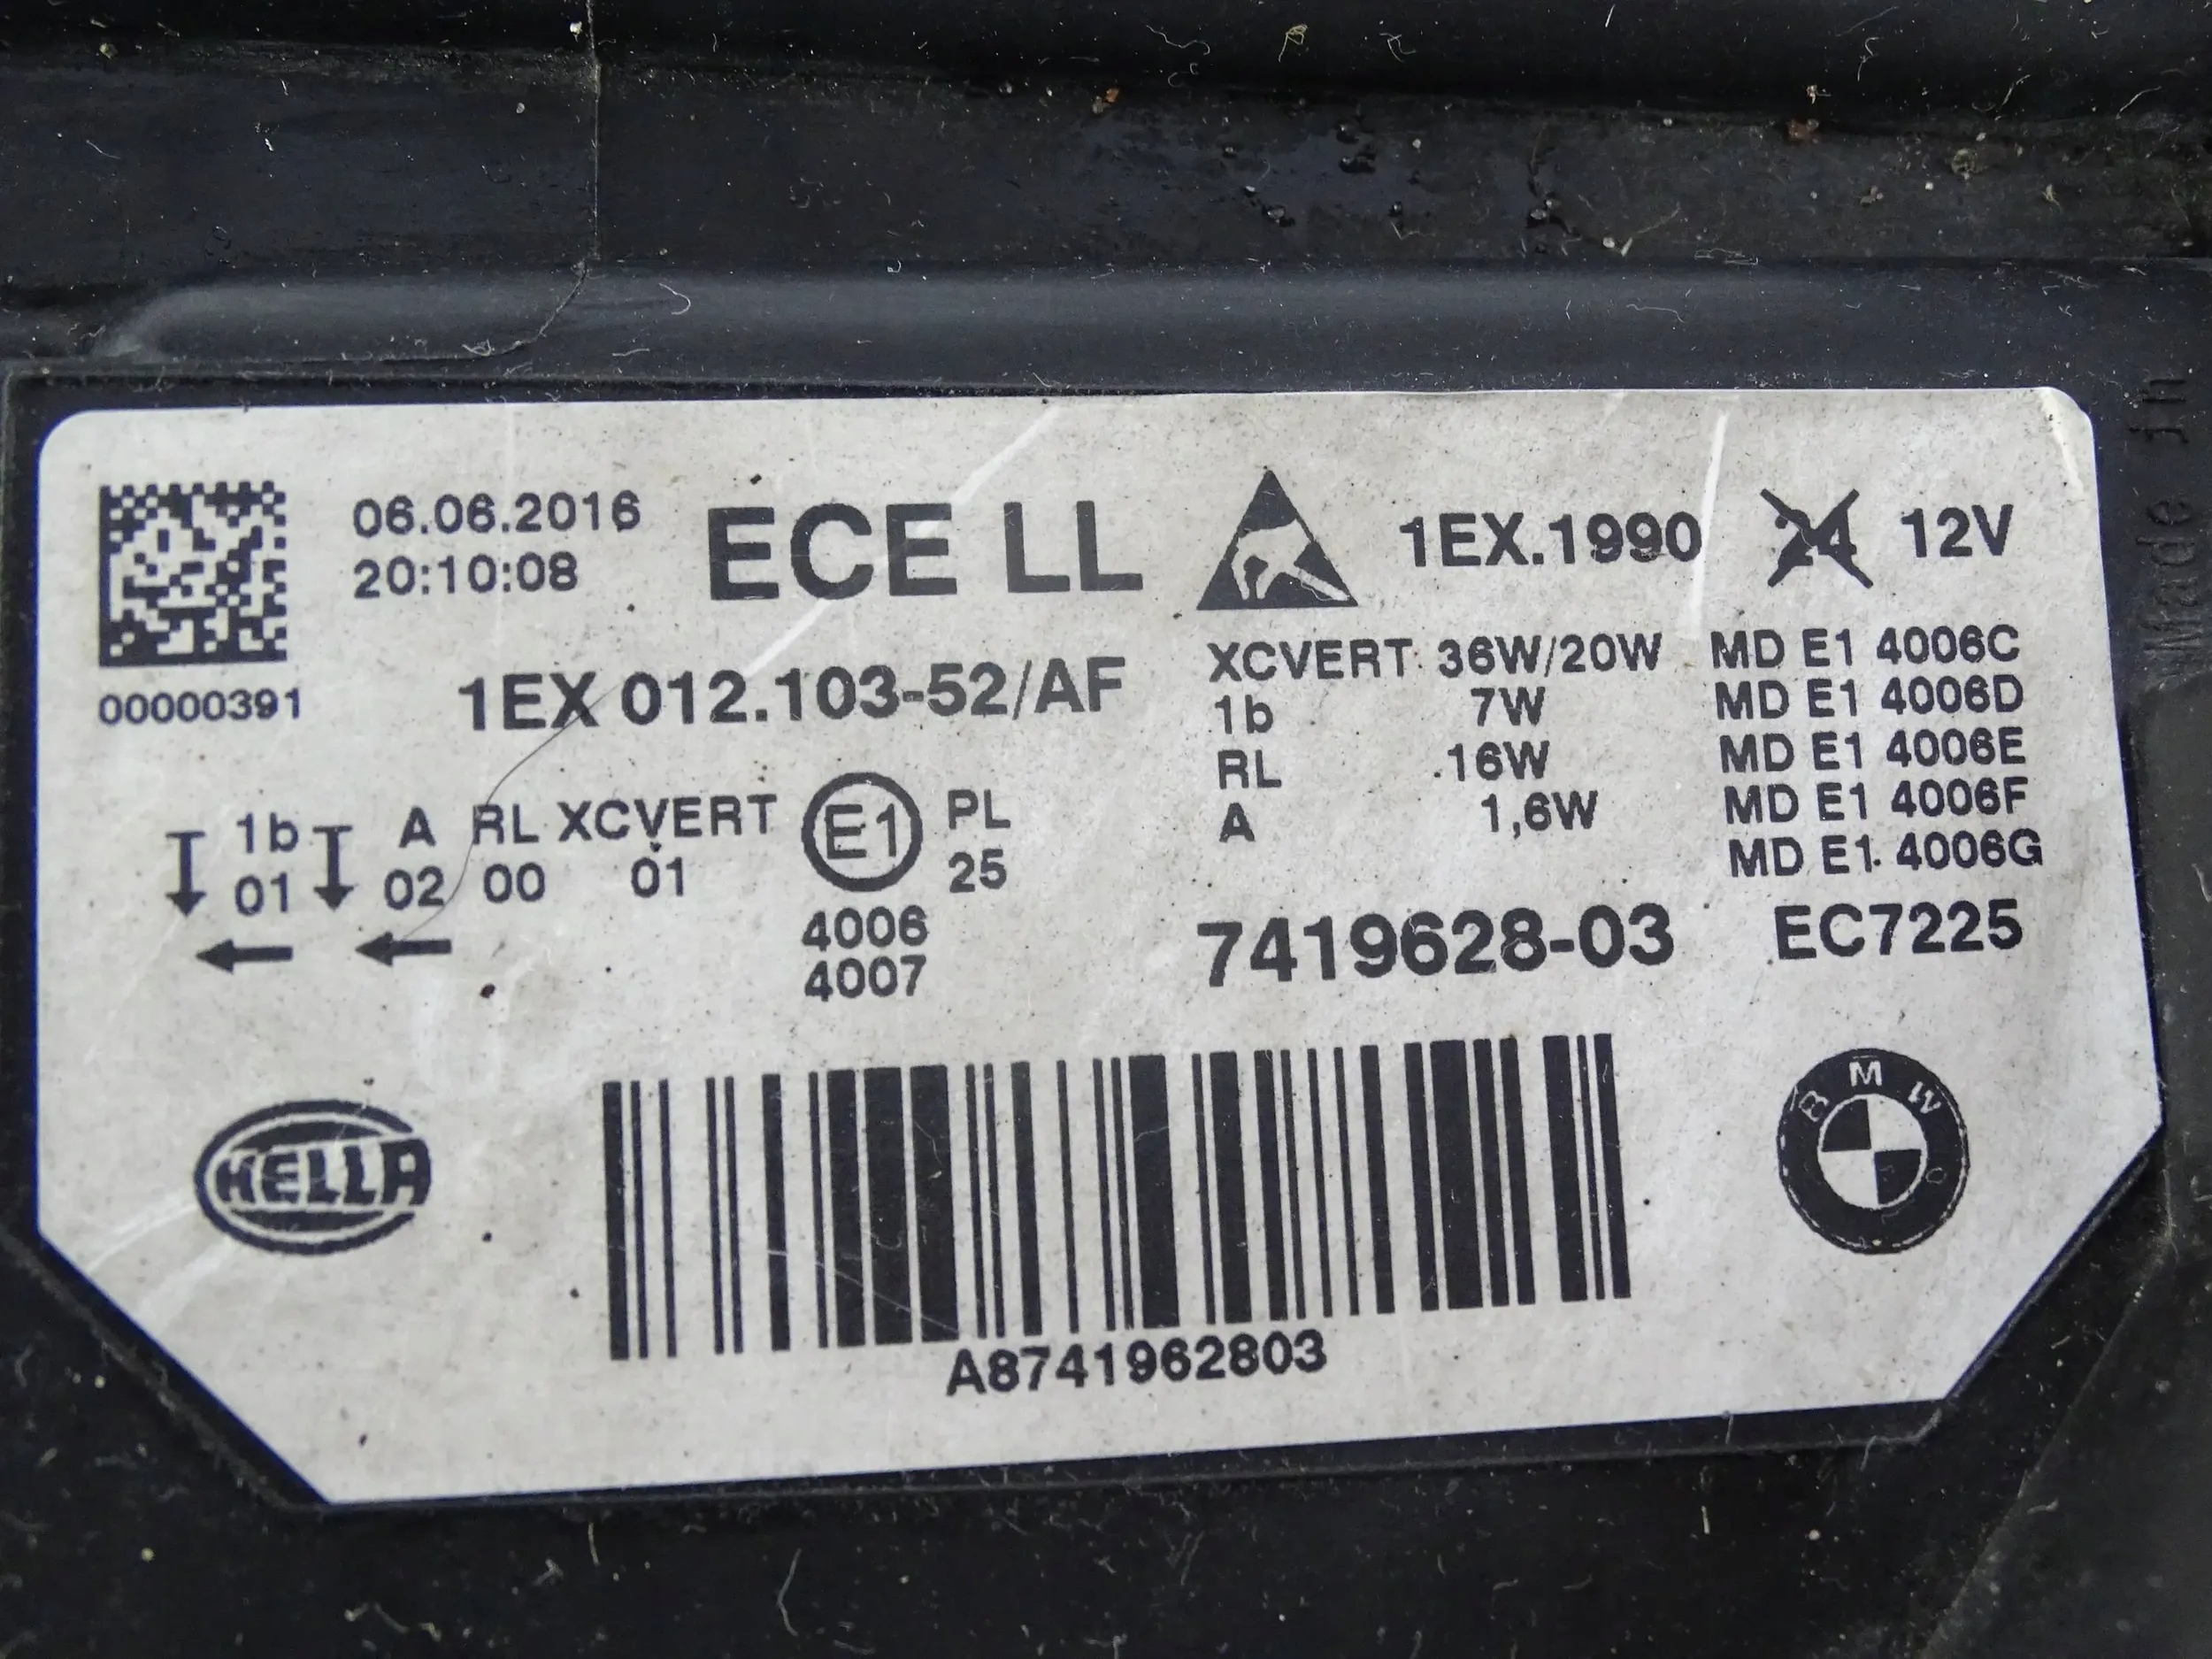 06.06.2016
20:10:08
ECE LL
1EX.1990
24
12V
00000391
1EX 012.103-52/AF
XCVERT 36W/20W
1b 7W
RL 16W
A 1,6W
MD E1 4006C
MD E1 4006D
MD E1 4006E
MD E1 4006F
MD E1 4006G
1b A RL XCVERT
01 02 00 01
E1
4006
4007
PL
25
7419628-03
EC7225
HELLA
BMW
A8741962803
Made in